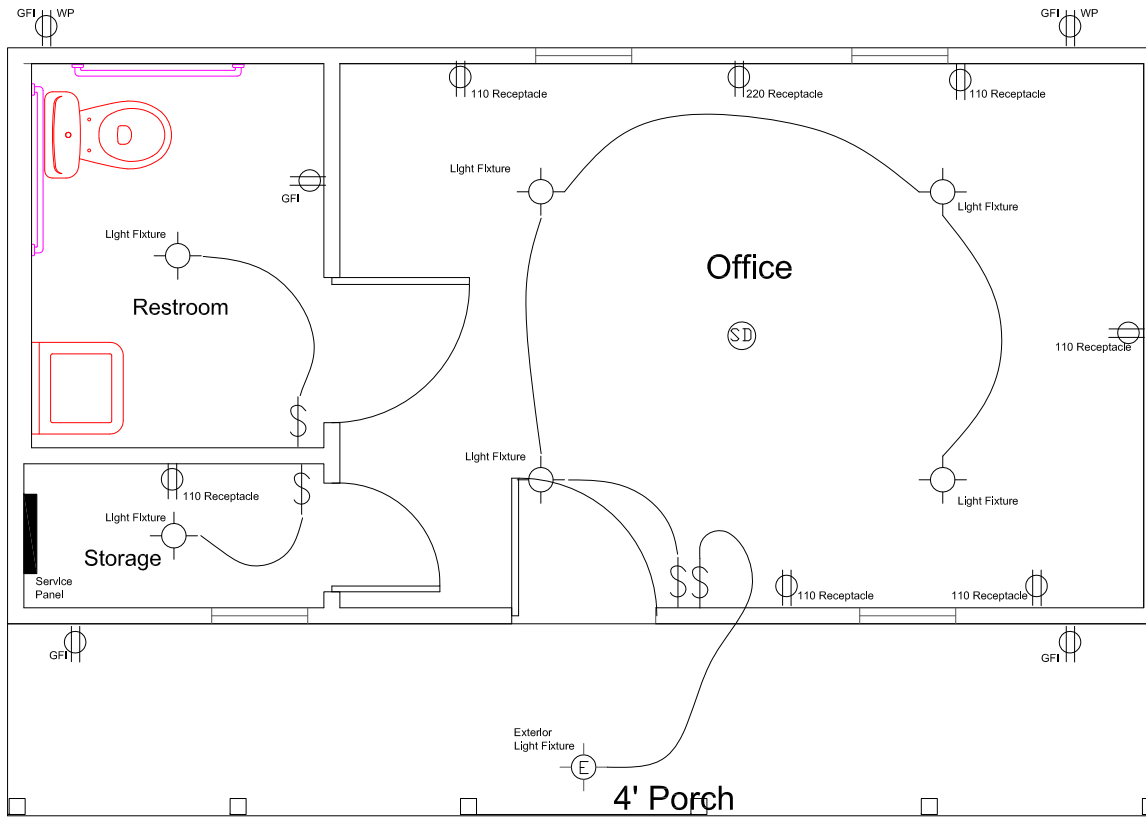 GFI WP
GFI WP
110 Receptacle
220 Receptacle
110 Receptacle
Light Fixture
GFI
Light Fixture
Light Fixture
Office
Restroom
SD
110 Receptacle
S
Light Fixture
S
110 Receptacle
Light Fixture
Light Fixture
Storage
Service
Panel
S S
110 Receptacle
110 Receptacle
GFI
GFI
Exterior
Light Fixture
E
4' Porch